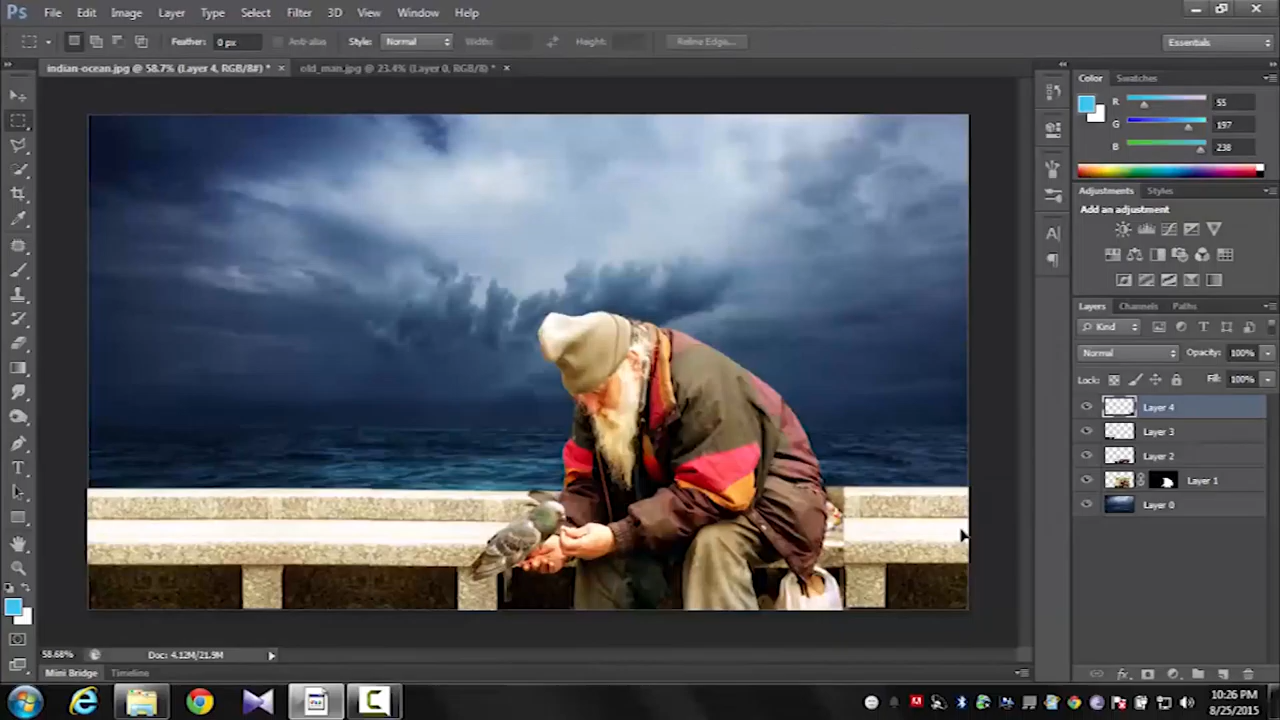 Ps File Edit Image Layer Type Select Filter 3D View Window Help
Feather: 0 px Anti-alias Style: Normal Width: Height: Refine Edge... Essentials
indian-ocean.jpg @ 58.7% (Layer 4, RGB/8#) * × old_man.jpg @ 23.4% (Layer 0, RGB/8) * ×
Color Swatches
R 55
G 197
B 238
Adjustments Styles
Add an adjustment
Layers Channels Paths
Kind
Normal Opacity: 100%
Lock: Fill: 100%
Layer 4
Layer 3
Layer 2
Layer 1
Layer 0
58.68% Doc: 4.12M/21.9M
Mini Bridge Timeline
10:26 PM
8/25/2015